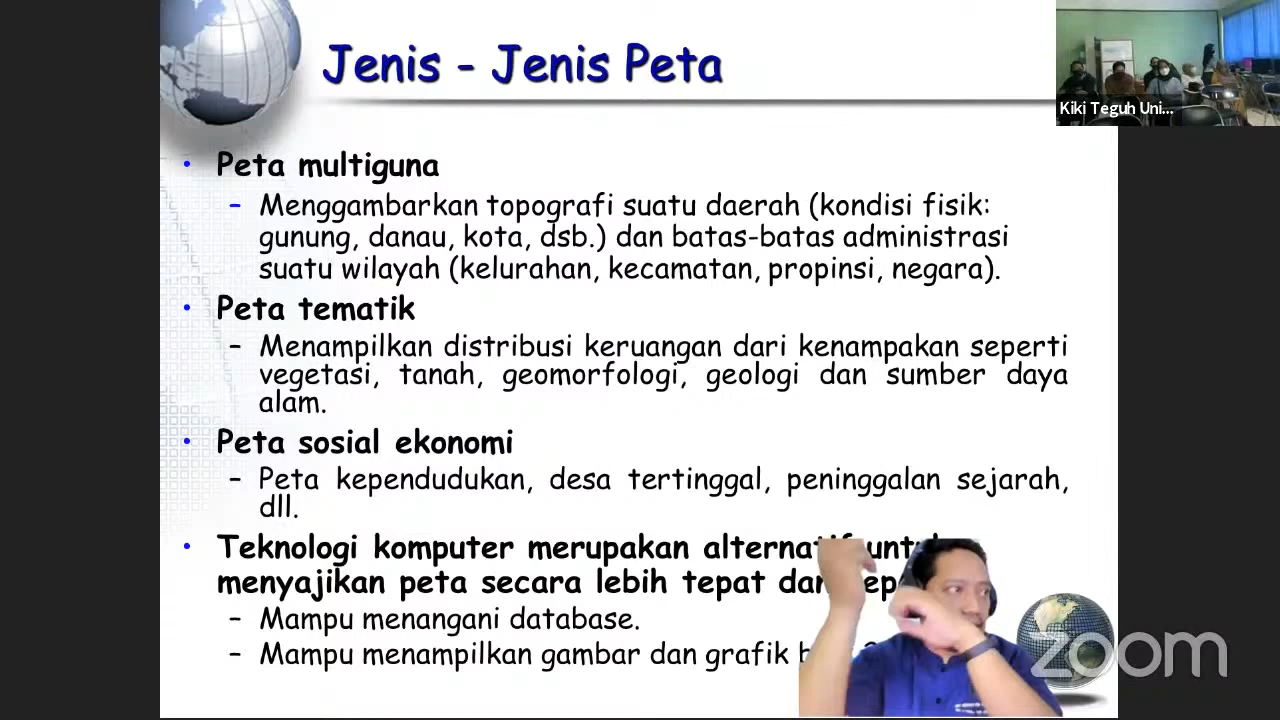 Jenis - Jenis Peta
Kiki Teguh Uni...
• Peta multiguna
– Menggambarkan topografi suatu daerah (kondisi fisik:
gunung, danau, kota, dsb.) dan batas-batas administrasi
suatu wilayah (kelurahan, kecamatan, propinsi, negara).
• Peta tematik
– Menampilkan distribusi keruangan dari kenampakan seperti
vegetasi, tanah, geomorfologi, geologi dan sumber daya
alam.
• Peta sosial ekonomi
– Peta kependudukan, desa tertinggal, peninggalan sejarah,
dll.
• Teknologi komputer merupakan alternatif
menyajikan peta secara lebih tepat dan
– Mampu menangani database.
– Mampu menampilkan gambar dan grafik
zoom